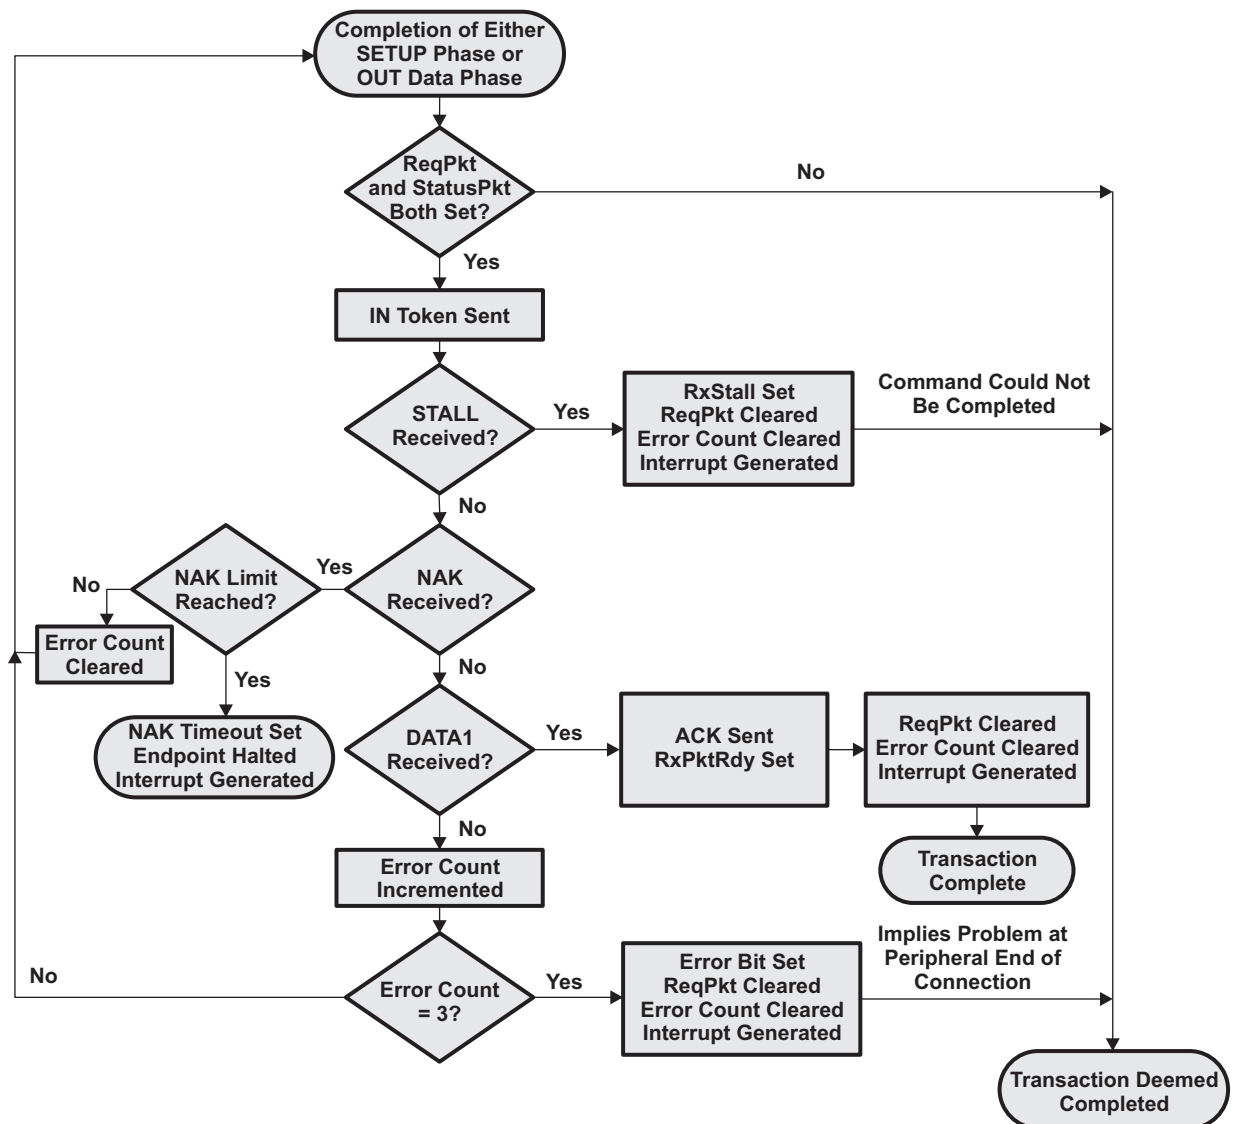 Completion of Either
SETUP Phase or
OUT Data Phase
ReqPkt
and StatusPkt
Both Set?
No
Yes
IN Token Sent
STALL
Received?
Yes
RxStall Set
ReqPkt Cleared
Error Count Cleared
Interrupt Generated
Command Could Not
Be Completed
No
NAK
Received?
Yes
NAK Limit
Reached?
No
Error Count
Cleared
Yes
NAK Timeout Set
Endpoint Halted
Interrupt Generated
No
DATA1
Received?
Yes
ACK Sent
RxPktRdy Set
ReqPkt Cleared
Error Count Cleared
Interrupt Generated
Transaction
Complete
No
Error Count
Incremented
Error Count
= 3?
No
Yes
Error Bit Set
ReqPkt Cleared
Error Count Cleared
Interrupt Generated
Implies Problem at
Peripheral End of
Connection
Transaction Deemed
Completed